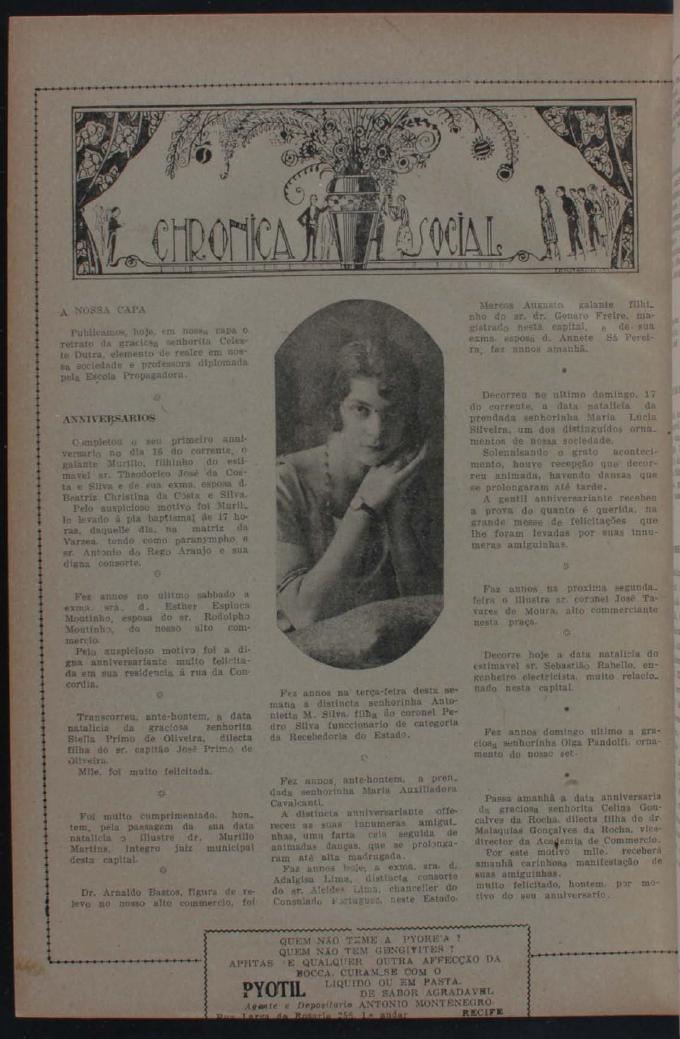 CHRONICA SOCIAL
A NOSSA CAPA
Publicamos, hoje, em nossa capa o
retrato da graciosa senhorita Celes-
te Dutra, elemento de realce em nos-
sa sociedade e professora diplomada
pela Escola Propagadora.
ANNIVERSARIOS
Completou o seu primeiro anni-
versario no dia 16 do corrente, o
galante Murillo, filhinho do esti-
mavel sr. Theodorico José da Cos-
ta e Silva e de sua exma. esposa d.
Beatriz Christina da Costa e Silva.
Pelo auspicioso motivo foi Muril-
lo levado á pia baptismal ás 17 ho-
ras, daquelle dia, na matriz da
Varzea, tendo como paranympho e
sr. Antonio do Rego Araujo e sua
digna consorte.
Fez annos no ultimo sabbado a
exma. sra. d. Esther Espiuca
Moutinho, esposa do sr. Rodolpho
Moutinho, do nosso alto com-
mercio.
Pelo auspicioso motivo foi a di-
gna anniversariante muito felicita-
da em sua residencia á rua da Con-
cordia.
Transcorreu, ante-hontem, a data
natalicia da graciosa senhorita
Stella Primo de Oliveira, dilecta
filha do sr. capitão José Primo de
Oliveira.
Mlle. foi muito felicitada.
Foi muito cumprimentado, hon-
tem, pela passagem da sua data
natalicia o illustre dr. Murillo
Martins, integro juiz municipal
desta capital.
Dr. Arnaldo Bastos, figura de re-
levo no nosso alto commercio, foi
Fez annos na terça-feira desta se-
mana a distincta senhorinha Anto-
nietta M. Silva, filha do coronel Pe-
dro Silva funccionario de categoria
da Recebedoria do Estado.
Fez annos, ante-hontem, a pren-
dada senhorinha Maria Auxiliadora
Cavalcanti.
A distincta anniversariante offe-
receu as suas innumeras amigui-
nhas, uma farta ceia seguida de
animadas danças, que se prolonga-
ram até alta madrugada.
Faz annos hoje, a exma. sra. d.
Adalgisa Lima, distincta consorte
do sr. Alcides Lima, chanceller do
Consulado Portuguez, neste Estado.
Marcos Augusto, galante filhi-
nho do sr. dr. Genaro Freire, ma-
gistrado nesta capital, e de sua
exma. esposa d. Annete Sá Perei-
ra, faz annos amanhã.
Decorreu no ultimo domingo, 17
do corrente, a data natalicia da
prendada senhorinha Maria Lucia
Silveira, um dos distinguidos orna-
mentos de nossa sociedade.
Solennisando o grato aconteci-
mento, houve recepção que decor-
reu animada, havendo dansas que
se prolongaram até tarde.
A gentil anniversariante recebeu
a prova do quanto é querida, na
grande mésse de felicitações que
lhe foram levadas por suas innu-
meras amiguinhas.
Faz annos na proxima segunda-
feira o illustre sr. coronel José Ta-
vares de Moura, alto commerciante
nesta praça.
Decorre hoje a data natalicia do
estimavel sr. Sebastião Rabello, en-
genheiro electricista, muito relacio-
nado nesta capital.
Fez annos domingo ultimo a gra-
ciosa senhorinha Olga Pandolfi, orna-
mento do nosso set.
Passa amanhã a data anniversaria
da graciosa senhorita Celina Gon-
çalves da Rocha, dilecta filha do dr.
Malaquias Gonçalves da Rocha, vice-
director da Academia de Commercio.
Por este motivo mlle. receberá
amanhã carinhosa manifestação de
suas amiguinhas.
muito felicitado, hontem, por mo-
tivo do seu anniversario.
QUEM NÃO TEME A PYORE'A ?
QUEM NÃO TEM GENGIVITES ?
APHTAS E QUALQUER OUTRA AFFECÇÃO DA
BOCCA, CURAM-SE COM O
PYOTIL LIQUIDO OU EM PASTA.
DE SABOR AGRADAVEL
Agente e Depositario ANTONIO MONTENEGRO
Rua Larga do Rosario 256, 1.º andar RECIFE